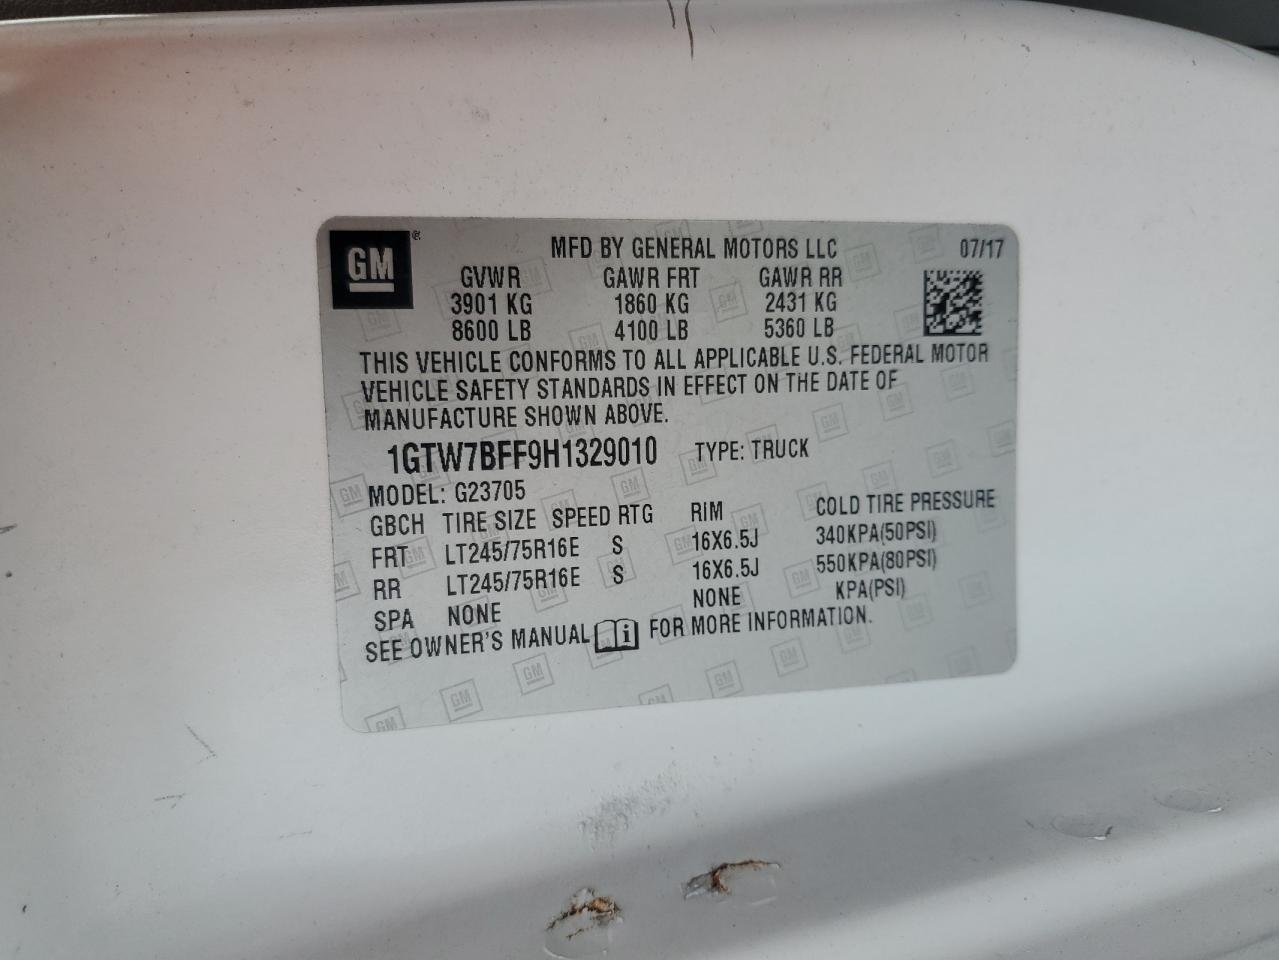 GM
MFD BY GENERAL MOTORS LLC 07/17
GVWR GAWR FRT GAWR RR
3901 KG 1860 KG 2431 KG
8600 LB 4100 LB 5360 LB
THIS VEHICLE CONFORMS TO ALL APPLICABLE U.S. FEDERAL MOTOR
VEHICLE SAFETY STANDARDS IN EFFECT ON THE DATE OF
MANUFACTURE SHOWN ABOVE.
1GTW7BFF9H1329010 TYPE: TRUCK
MODEL: G23705
GBCH TIRE SIZE SPEED RTG RIM COLD TIRE PRESSURE
FRT LT245/75R16E S 16X6.5J 340KPA(50PSI)
RR LT245/75R16E S 16X6.5J 550KPA(80PSI)
SPA NONE NONE KPA(PSI)
SEE OWNER'S MANUAL i FOR MORE INFORMATION.